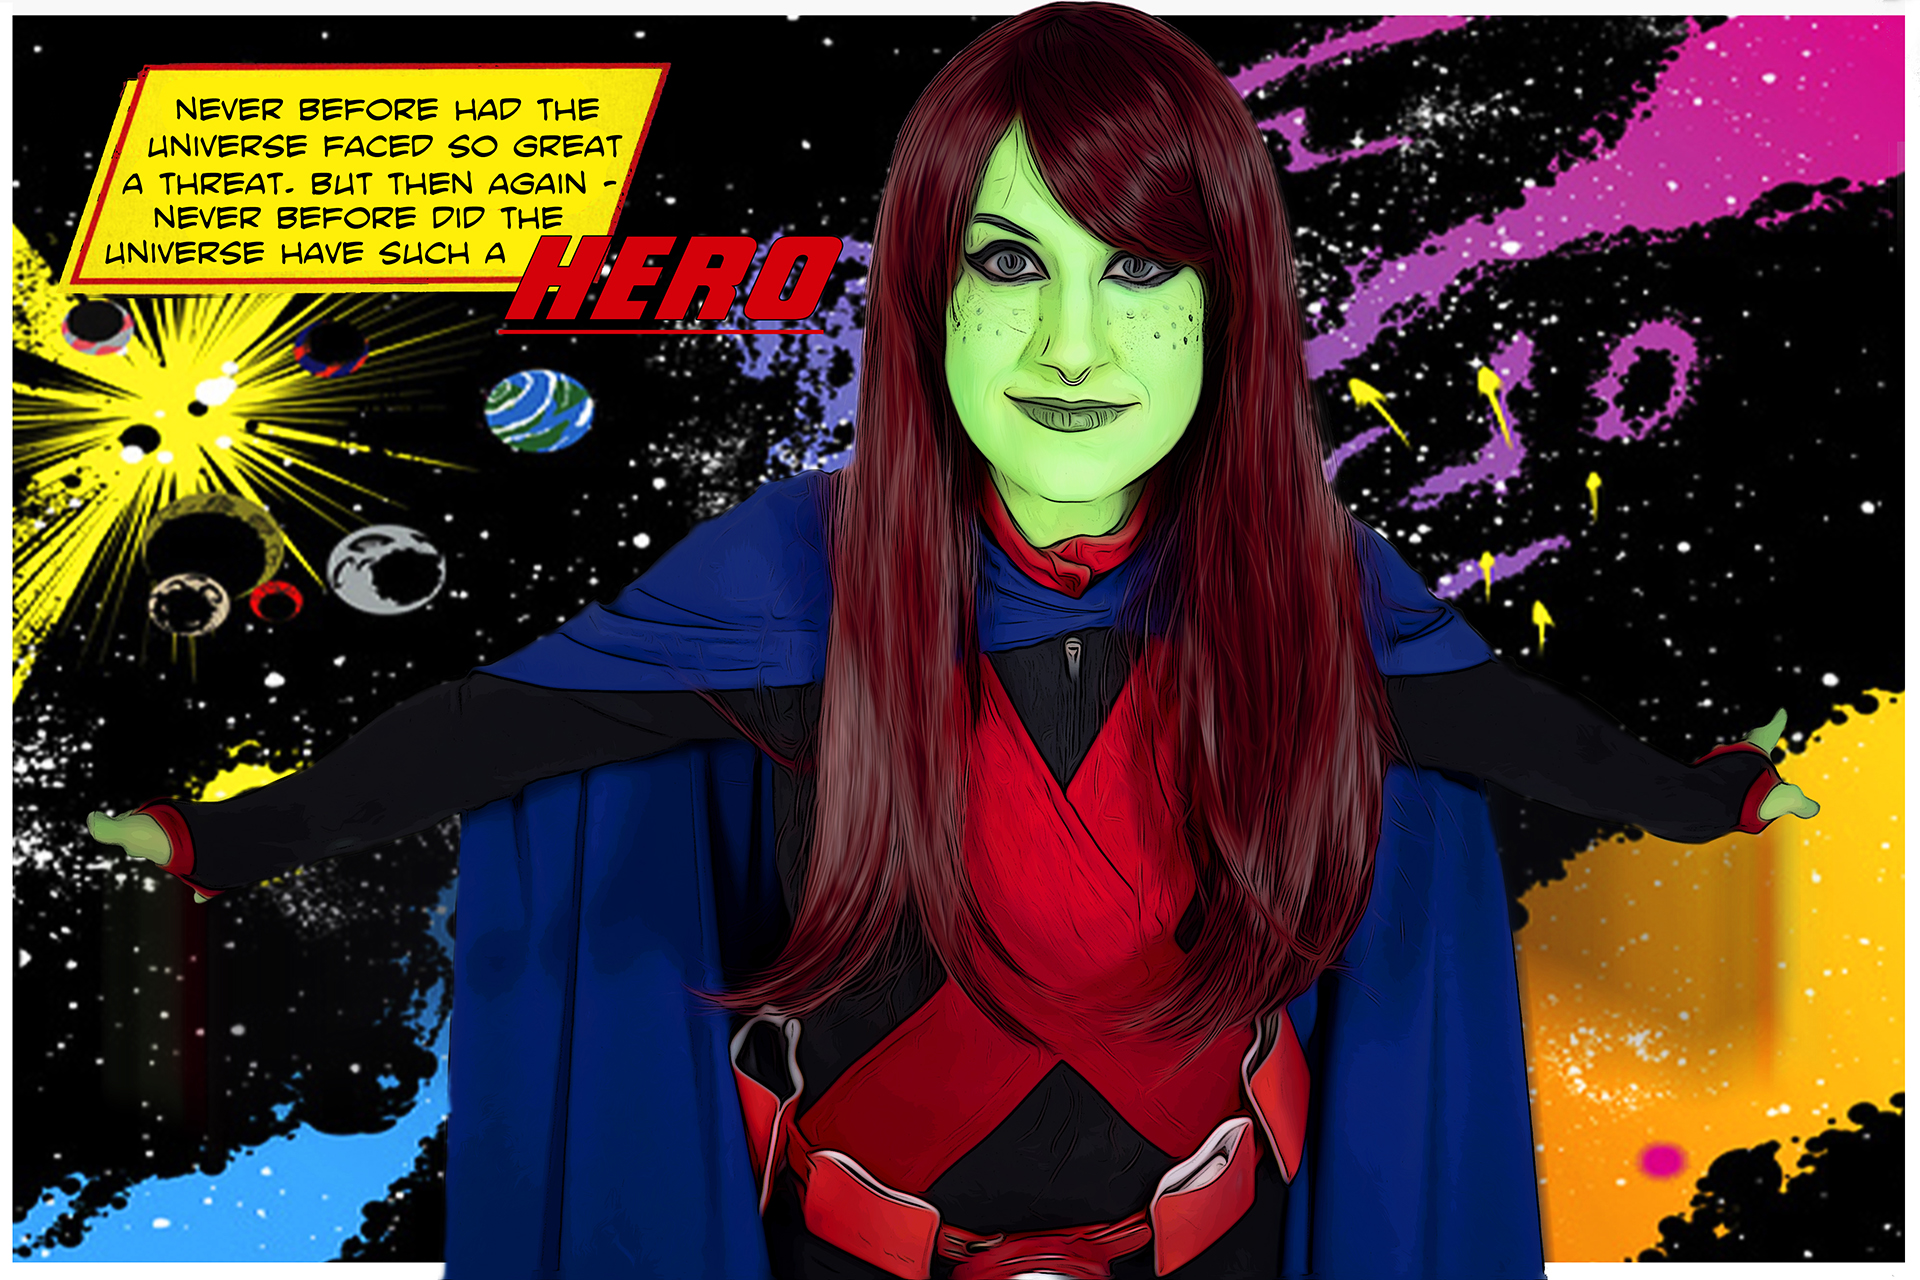 NEVER BEFORE HAD THE
UNIVERSE FACED SO GREAT
A THREAT. BUT THEN AGAIN -
NEVER BEFORE DID THE
UNIVERSE HAVE SUCH A
HERO